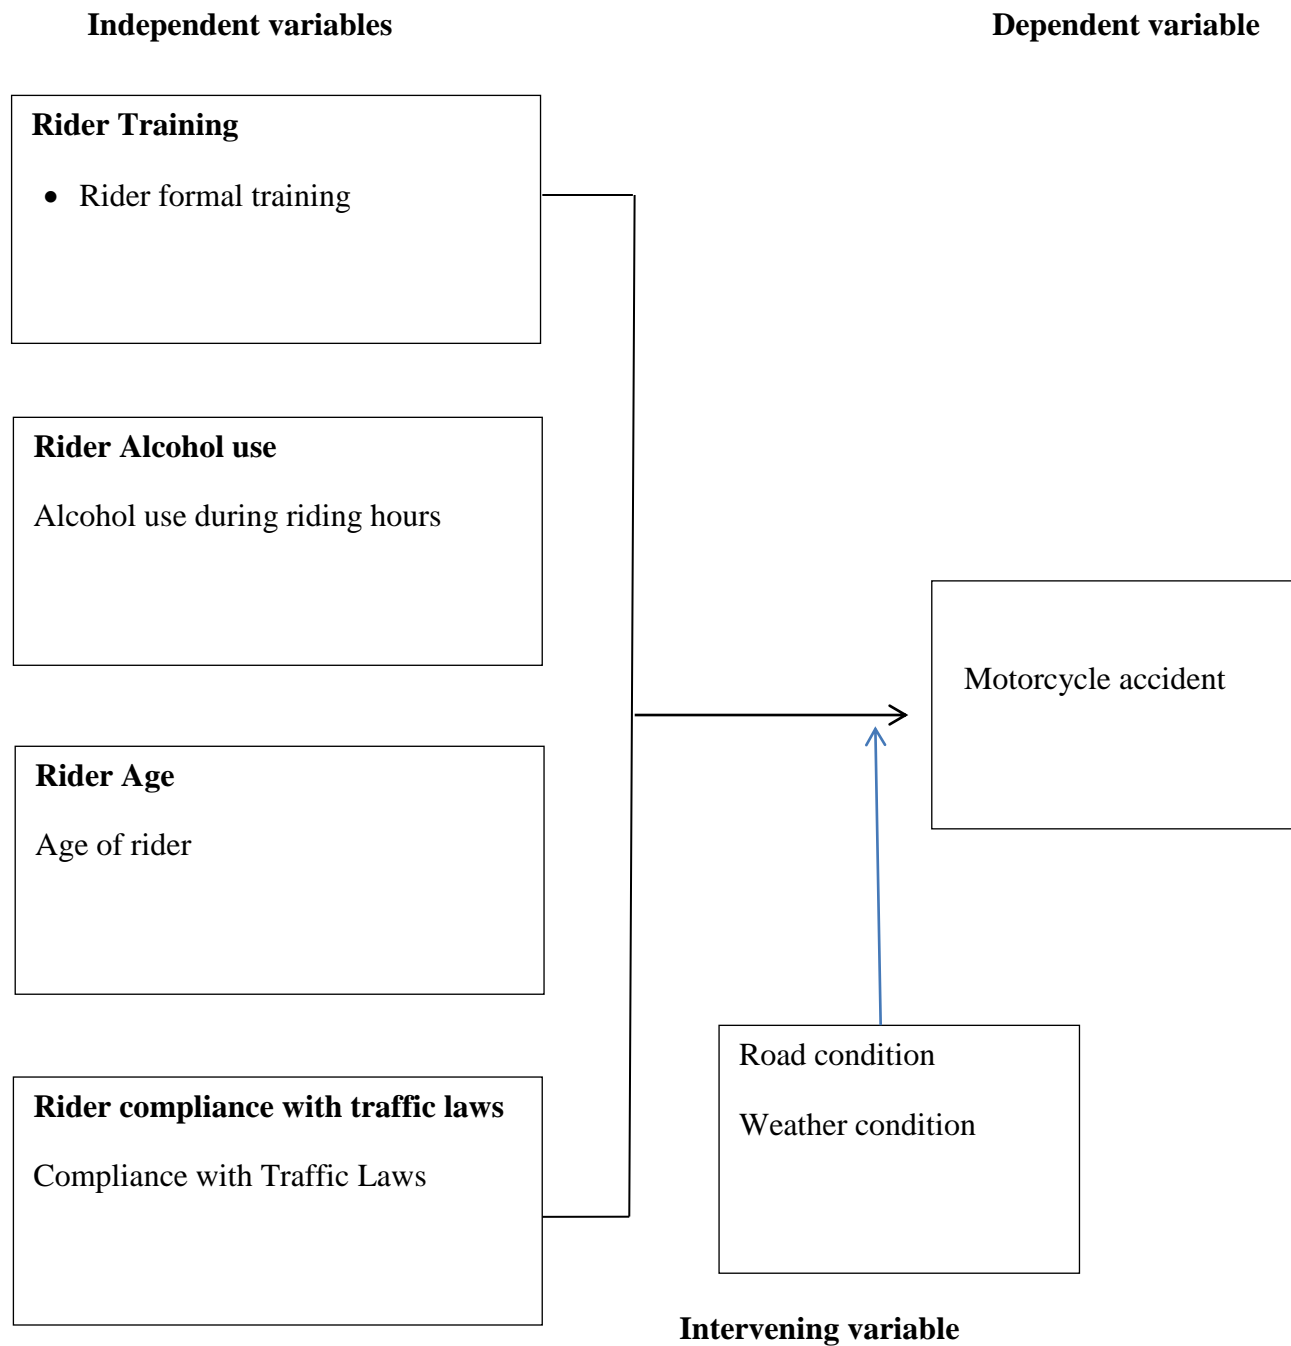 Independent variables
Dependent variable
Rider Training
• Rider formal training
Rider Alcohol use
Alcohol use during riding hours
Motorcycle accident
Rider Age
Age of rider
Road condition
Weather condition
Rider compliance with traffic laws
Compliance with Traffic Laws
Intervening variable